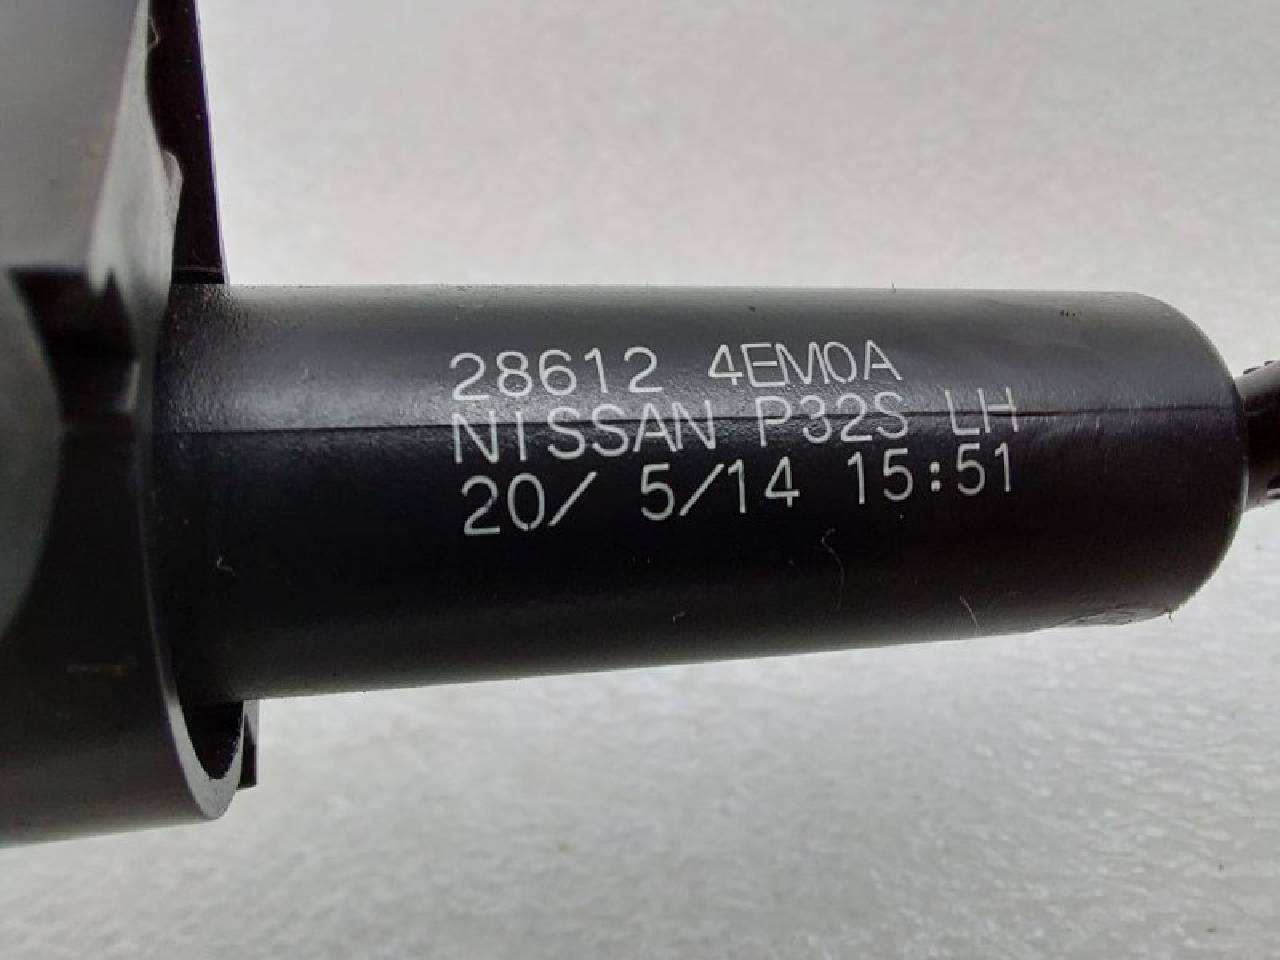 28612 4EM0A
NISSAN P32S LH
20/ 5/14 15:51